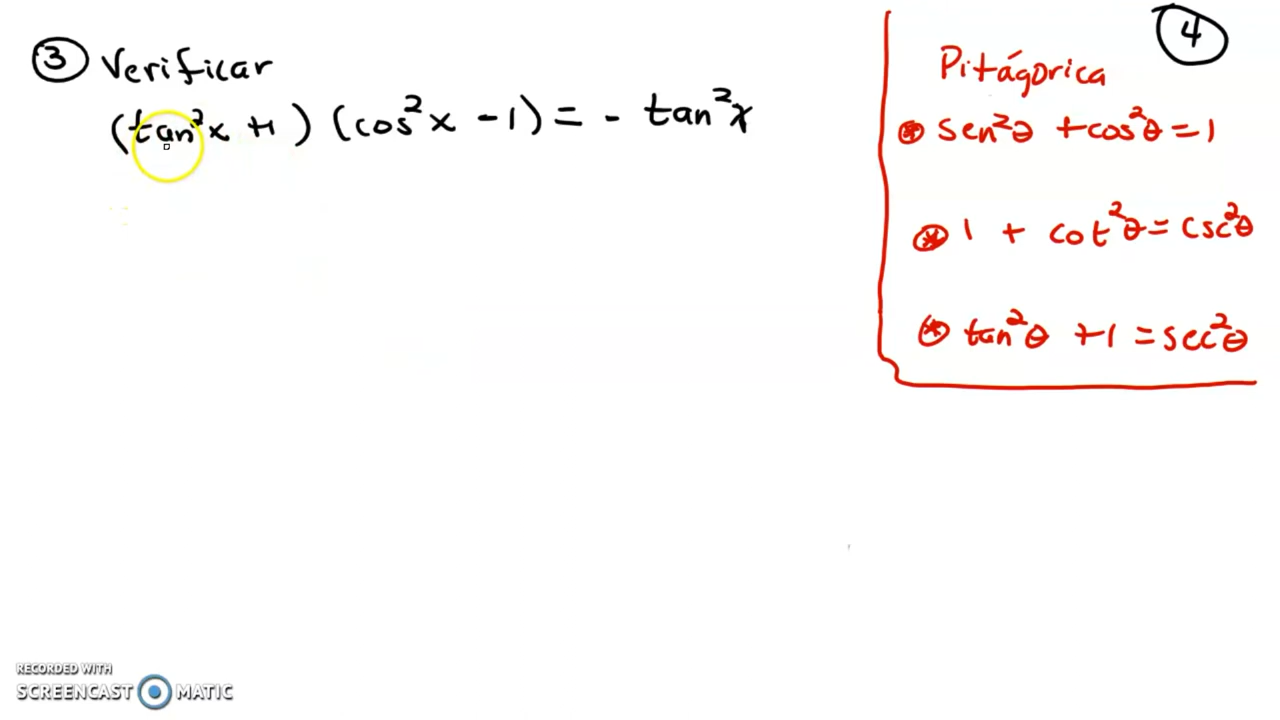 ③ Verificar
(tan²x +1) (cos²x -1) = - tan²x
④
Pitágorica
* sen²θ + cos²θ = 1
* 1 + cot²θ = csc²θ
* tan²θ +1 = sec²θ
RECORDED WITH
SCREENCAST MATIC